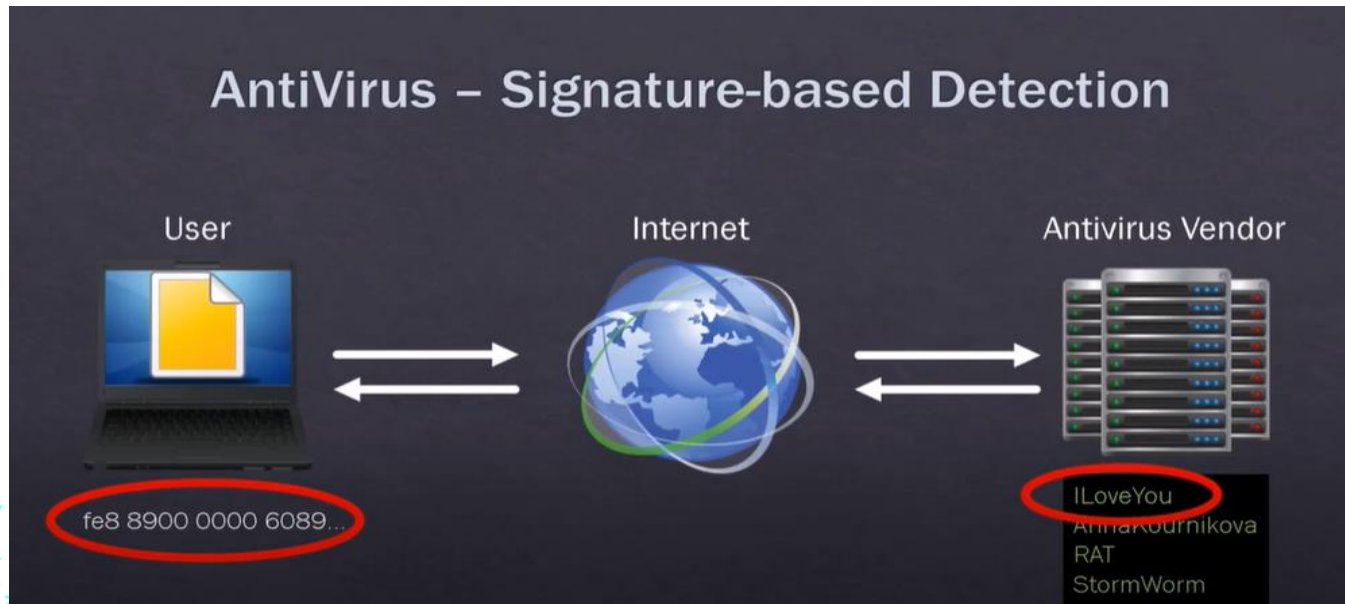 AntiVirus – Signature-based Detection
User
Internet
Antivirus Vendor
fe8 8900 0000 6089...
ILoveYou
AnnaKournikova
RAT
StormWorm